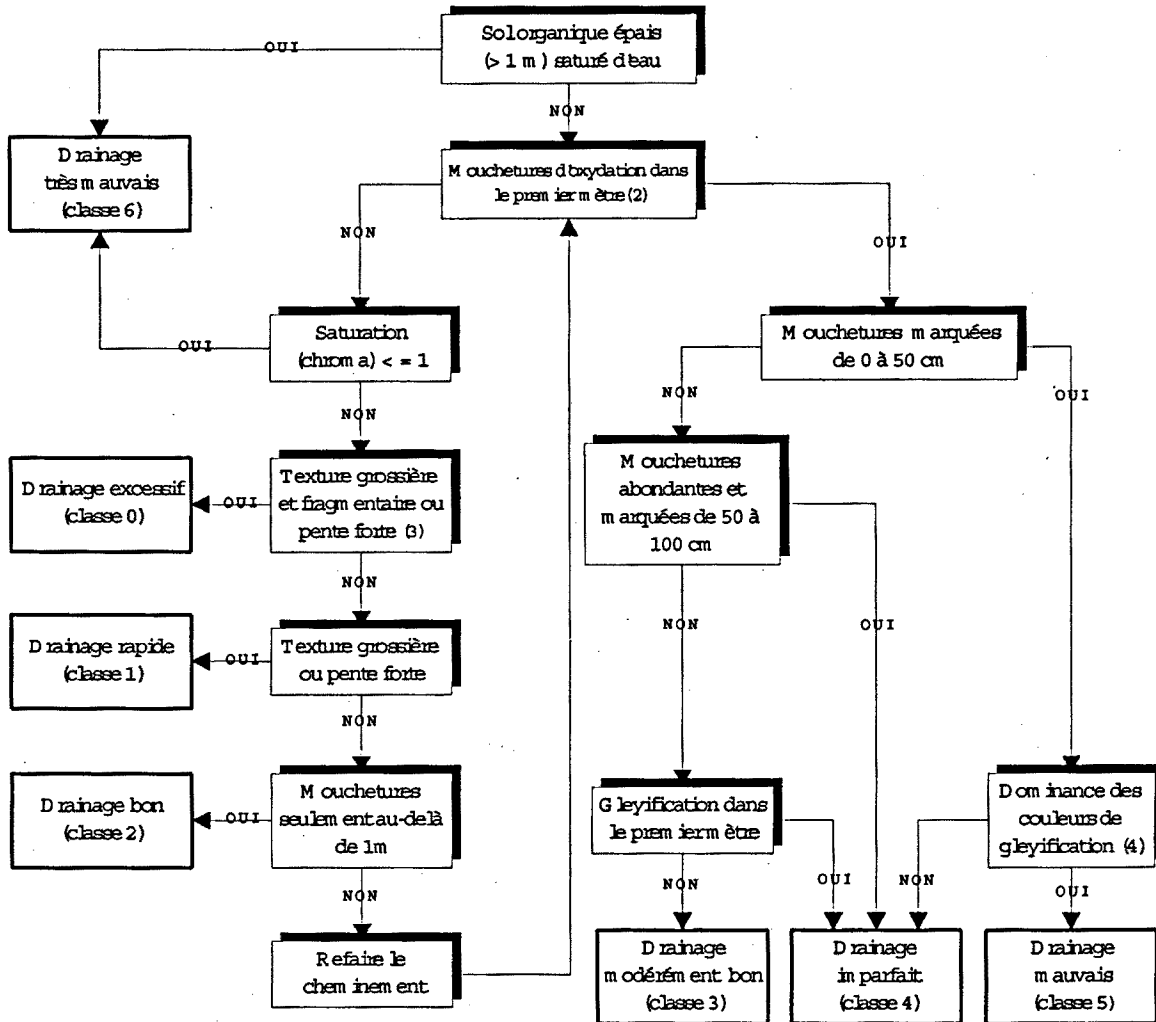 Sol organique épais
(> 1 m) saturé d'eau
OUI
NON
Drainage
très mauvais
(classe 6)
Mouchetures d'oxydation dans
le premier mètre (2)
NON
OUI
Saturation
(chroma) <= 1
OUI
Mouchetures marquées
de 0 à 50 cm
NON
NON
OUI
Drainage excessif
(classe 0)
OUI
Texture grossière
et fragmentaire ou
pente forte (3)
Mouchetures
abondantes et
marquées de 50 à
100 cm
NON
NON
OUI
Drainage rapide
(classe 1)
OUI
Texture grossière
ou pente forte
NON
Drainage bon
(classe 2)
OUI
Mouchetures
seulement au-delà
de 1m
Gleyification dans
le premier mètre
Dominance des
couleurs de
gleyification (4)
NON
NON
OUI
NON
OUI
Refaire le
cheminement
Drainage
modérément bon
(classe 3)
Drainage
imparfait
(classe 4)
Drainage
mauvais
(classe 5)